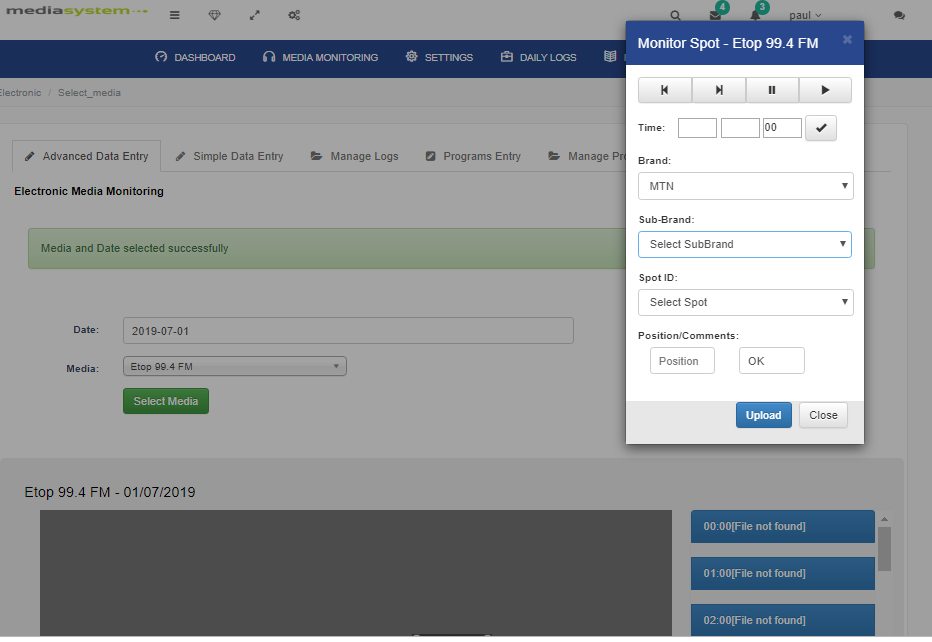 mediasystem
4
3
paul
DASHBOARD
MEDIA MONITORING
SETTINGS
DAILY LOGS
Electronic / Select_media
Advanced Data Entry
Simple Data Entry
Manage Logs
Programs Entry
Manage Pr
Electronic Media Monitoring
Media and Date selected successfully
Date:
2019-07-01
Media:
Etop 99.4 FM
Select Media
Etop 99.4 FM - 01/07/2019
00:00[File not found]
01:00[File not found]
02:00[File not found]
Monitor Spot - Etop 99.4 FM
×
Time:
00
Brand:
MTN
Sub-Brand:
Select SubBrand
Spot ID:
Select Spot
Position/Comments:
Position
OK
Upload
Close